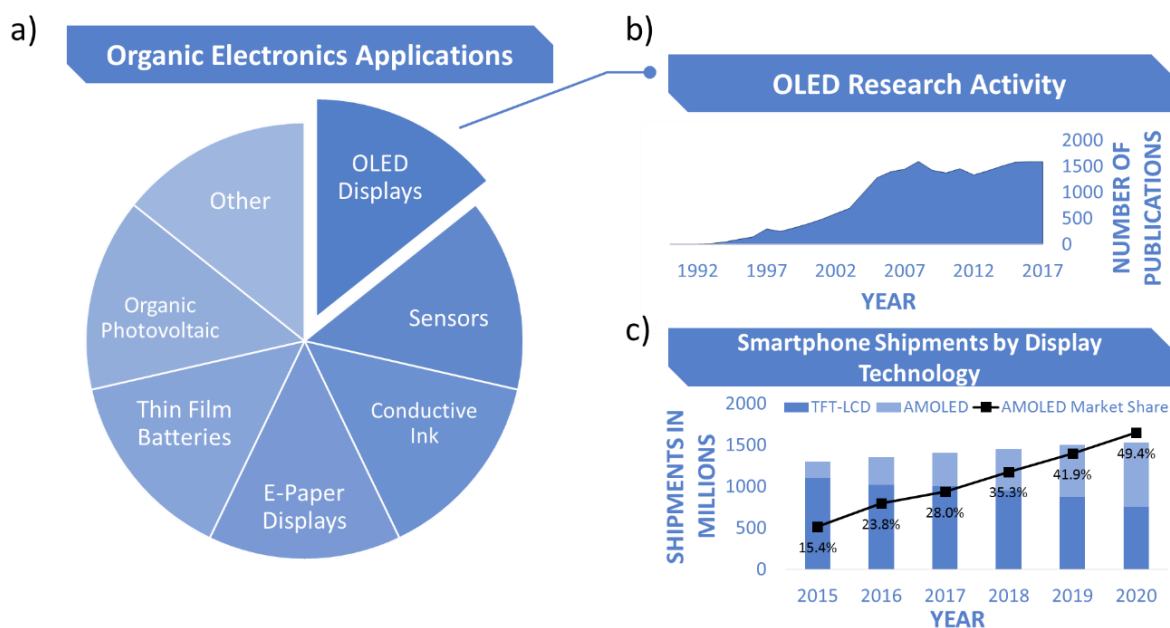 a)
Organic Electronics Applications
OLED
Displays
Sensors
Conductive
Ink
E-Paper
Displays
Thin Film
Batteries
Organic
Photovoltaic
Other
b)
OLED Research Activity
2000
1500
1000
500
0
NUMBER OF
PUBLICATIONS
1992 1997 2002 2007 2012 2017
YEAR
c)
Smartphone Shipments by Display
Technology
TFT-LCD AMOLED AMOLED Market Share
SHIPMENTS IN
MILLIONS
2000
1500
1000
500
0
15.4% 23.8% 28.0% 35.3% 41.9% 49.4%
2015 2016 2017 2018 2019 2020
YEAR